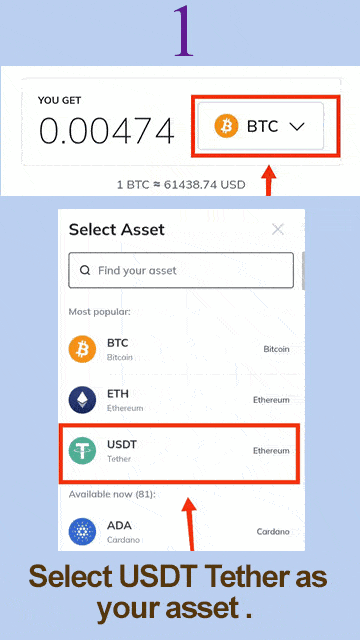 1
YOU GET
0.00474
BTC
1 BTC ≈ 61438.74 USD
Select Asset
Find your asset
Most popular:
BTC
Bitcoin
Bitcoin
ETH
Ethereum
Ethereum
USDT
Tether
Ethereum
Available now (81):
ADA
Cardano
Cardano
Select USDT Tether as
your asset .